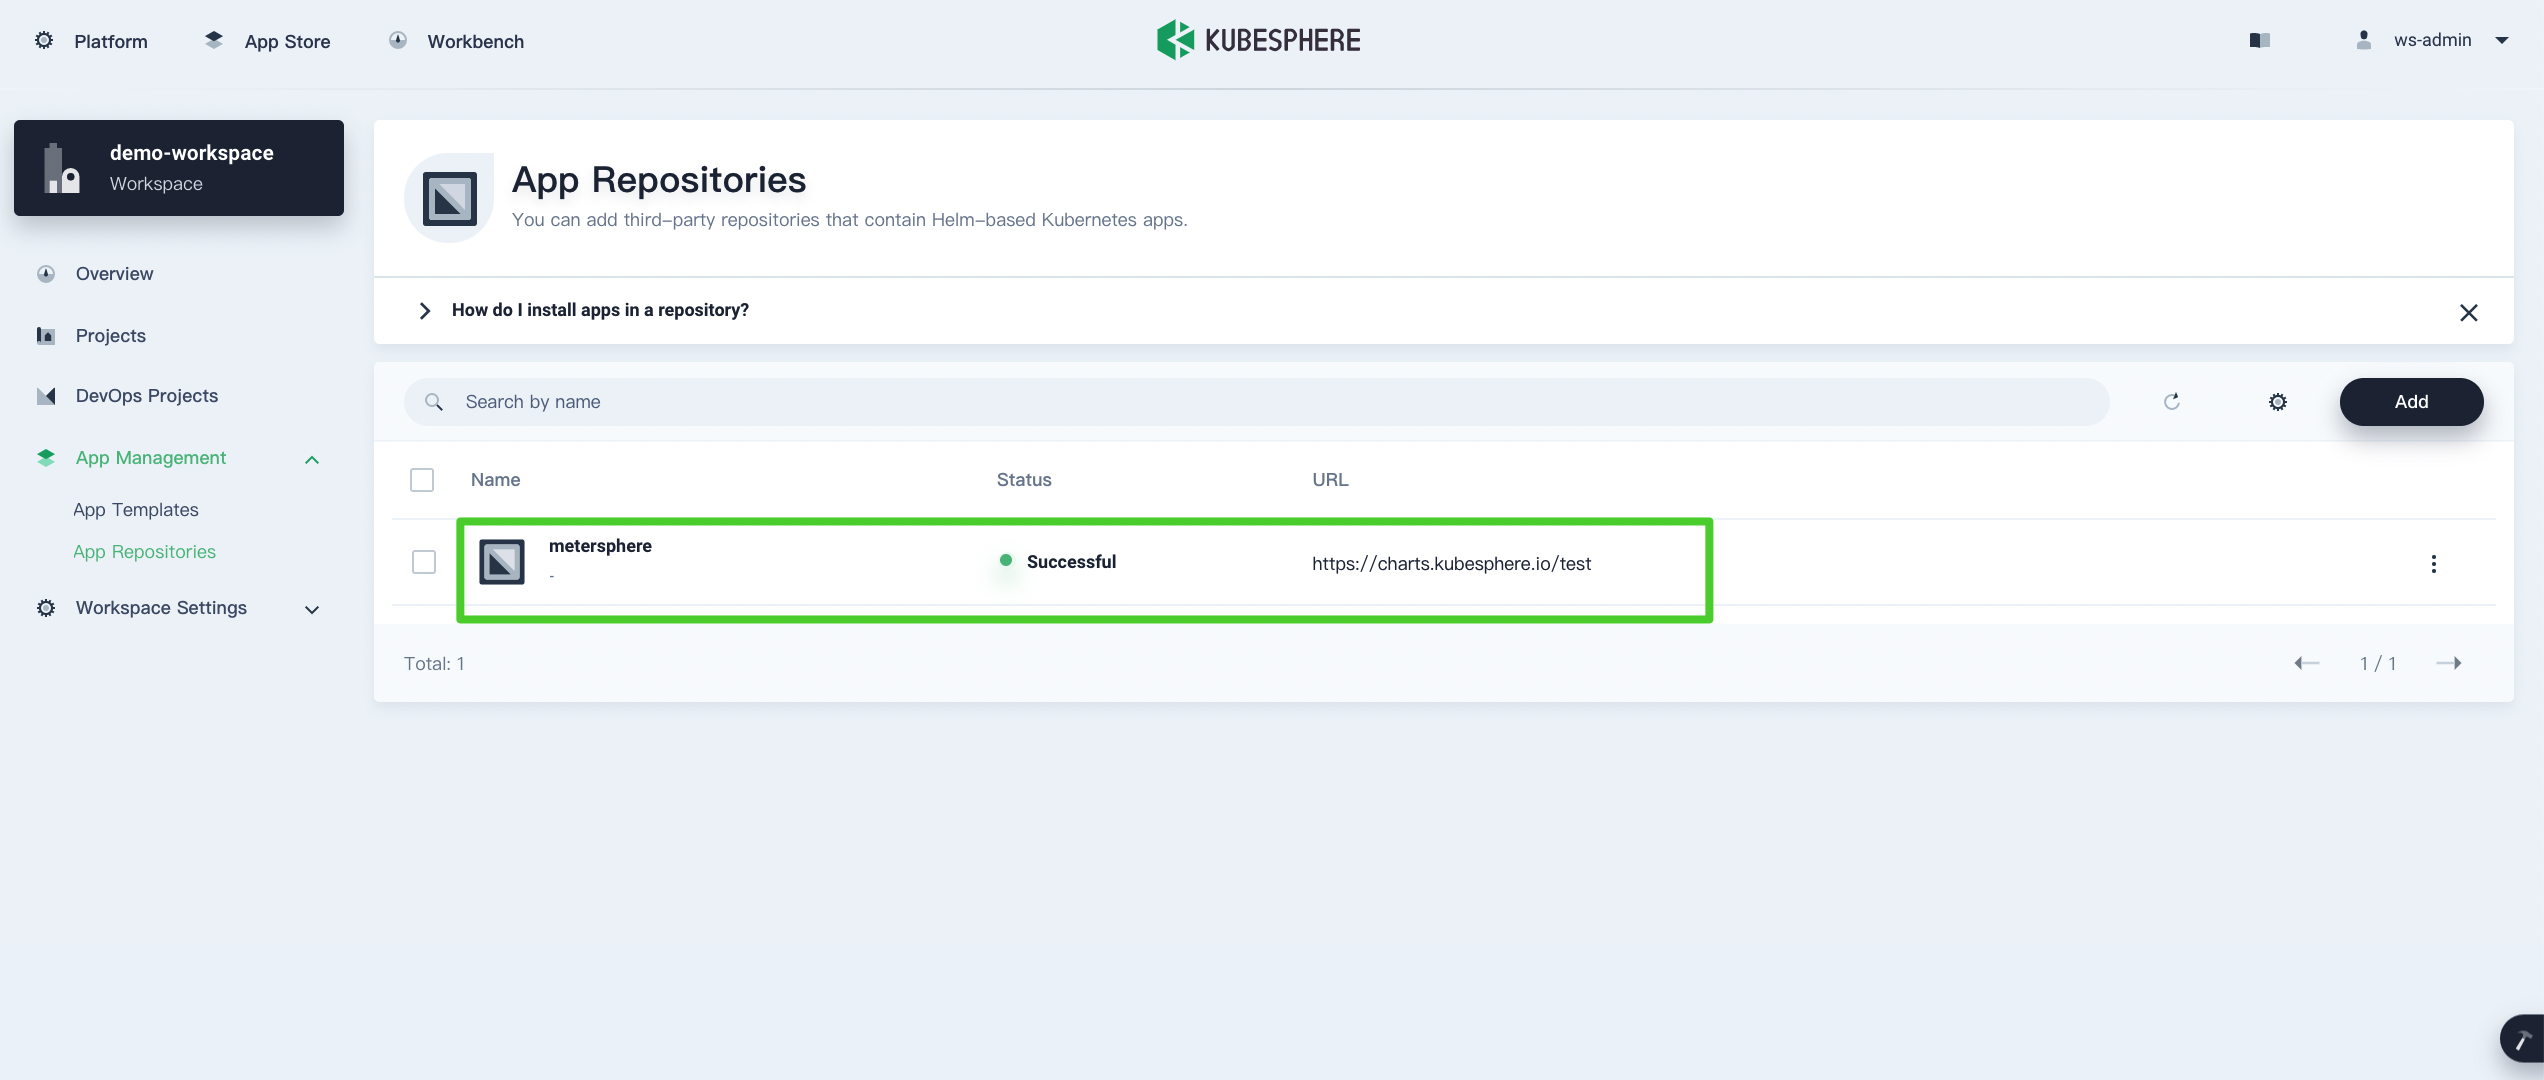 Platform
App Store
Workbench
KUBESPHERE
ws-admin
demo-workspace
Workspace
Overview
Projects
DevOps Projects
App Management
App Templates
App Repositories
Workspace Settings
App Repositories
You can add third-party repositories that contain Helm-based Kubernetes apps.
How do I install apps in a repository?
Search by name
Add
Name Status URL
metersphere
-
Successful
https://charts.kubesphere.io/test
Total: 1
1 / 1